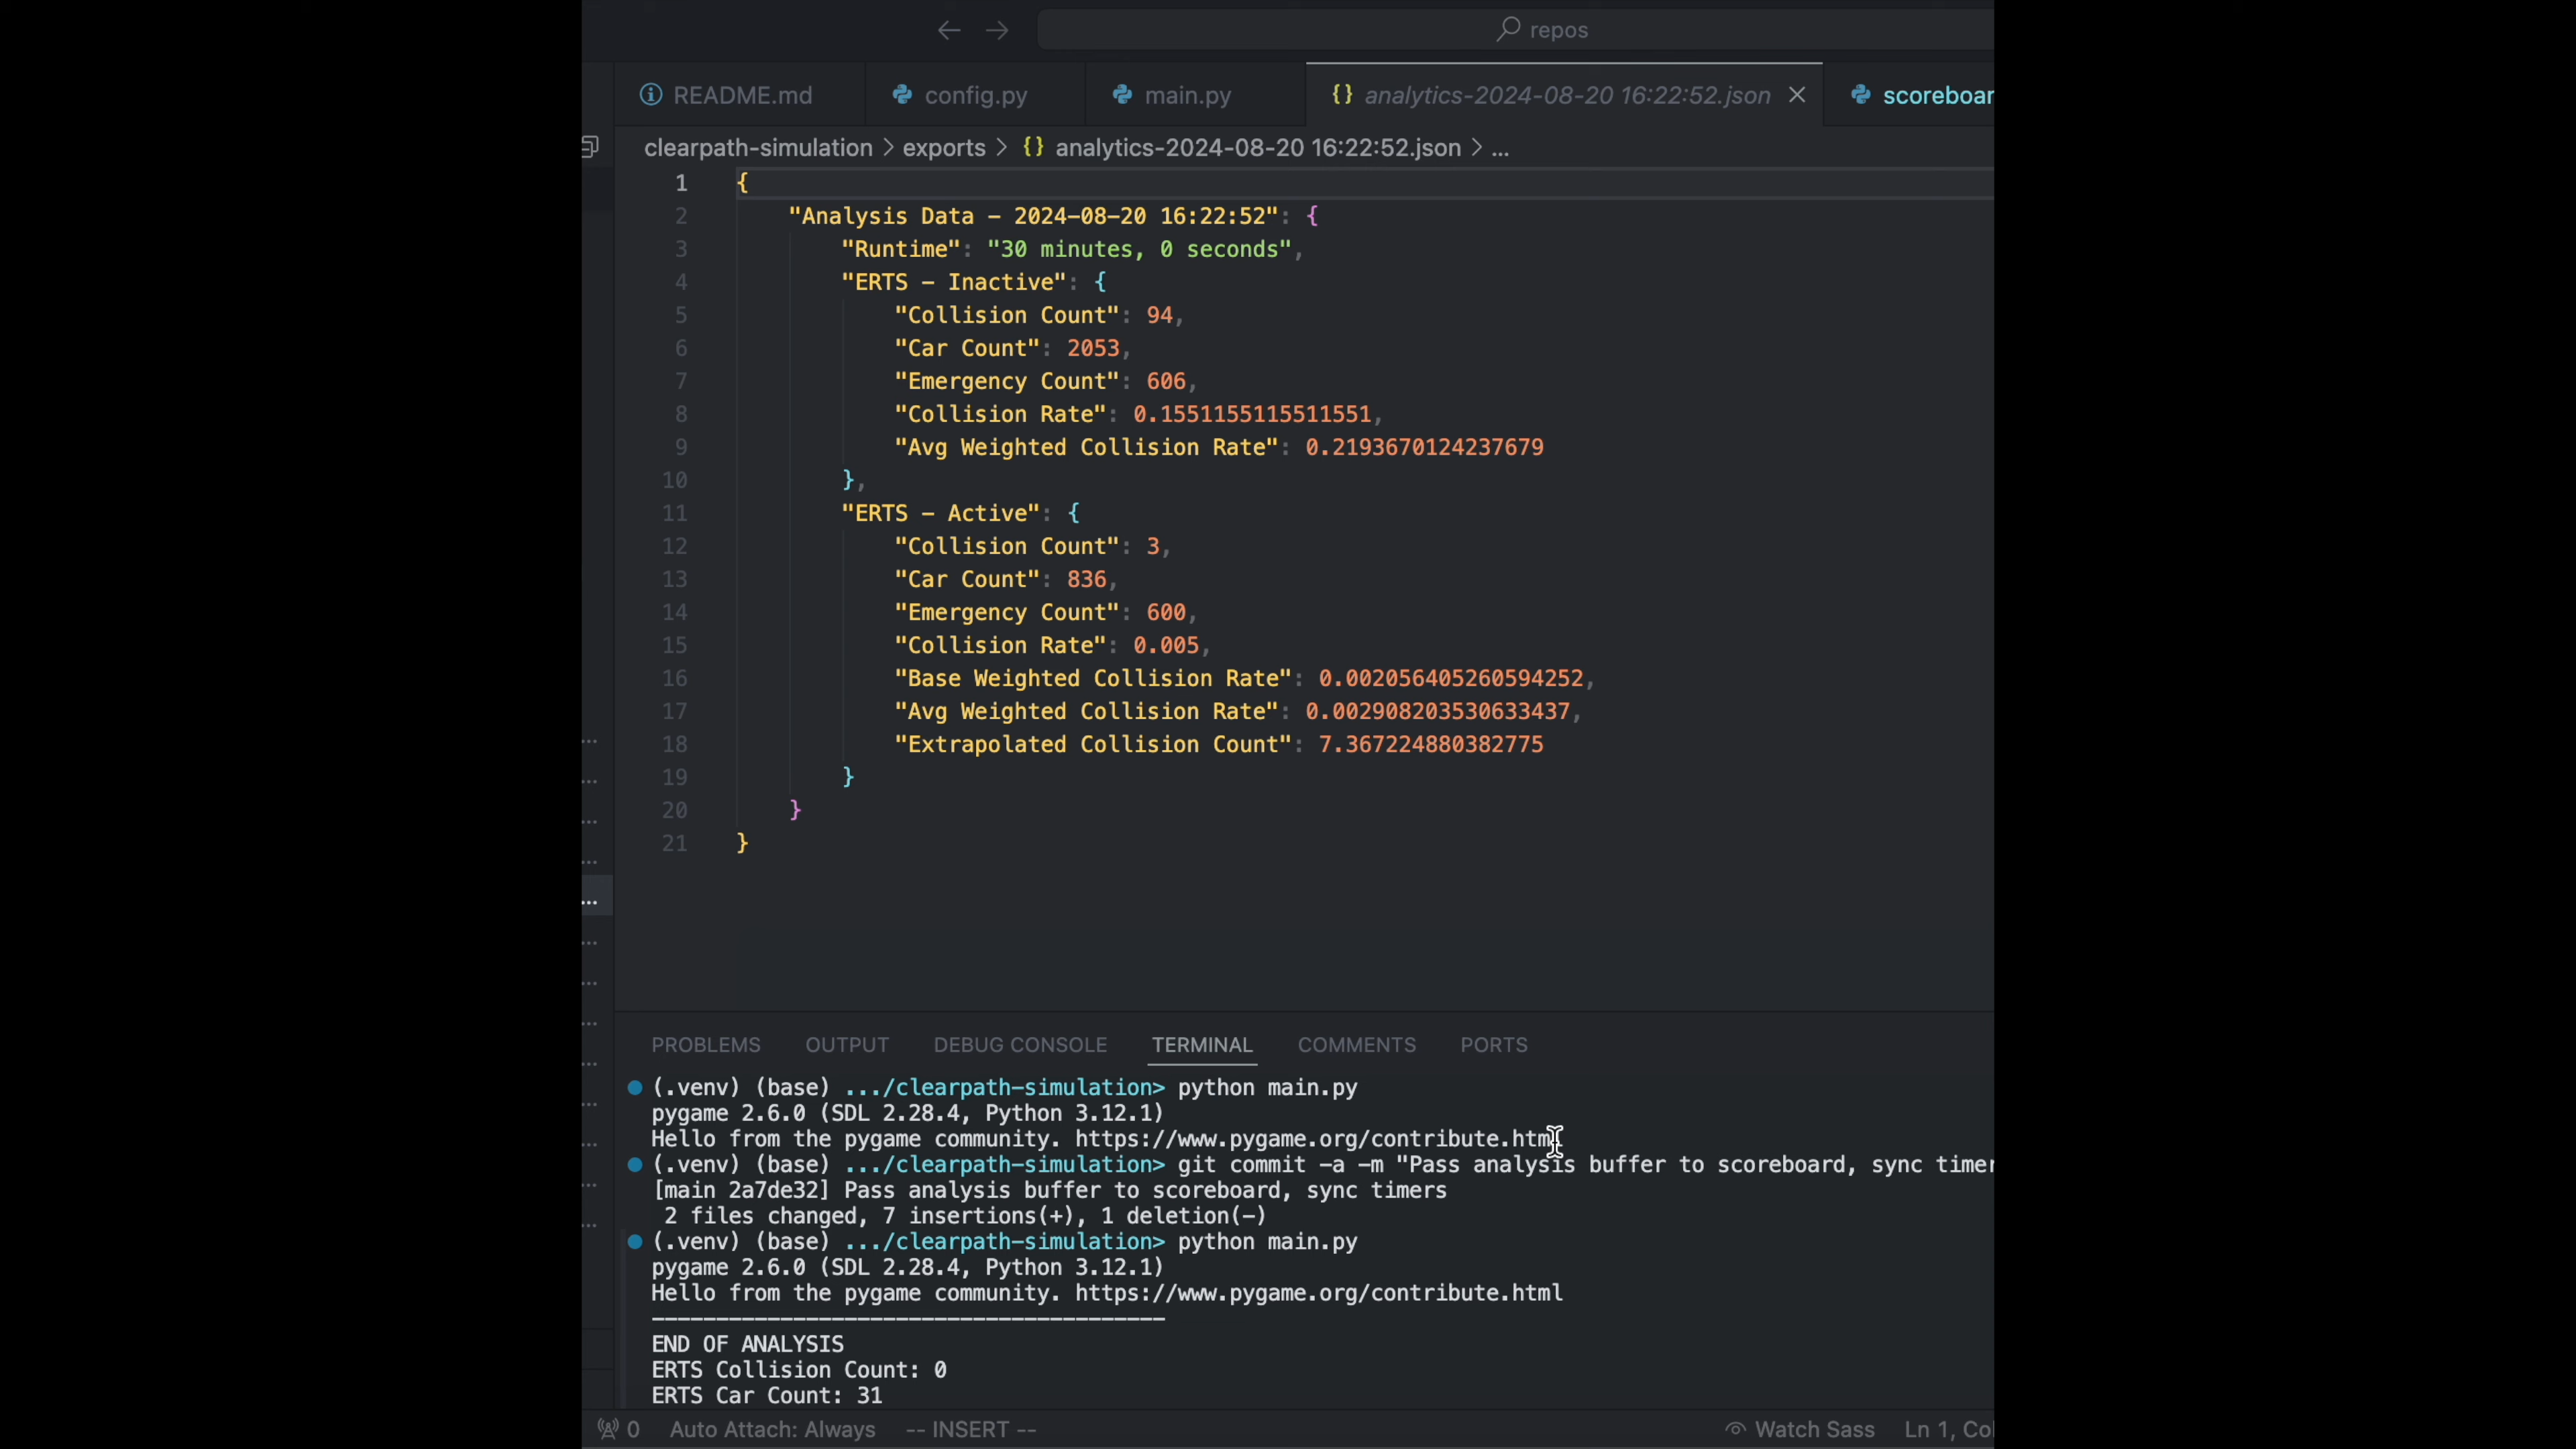 repos
README.md
config.py
main.py
{} analytics-2024-08-20 16:22:52.json
scoreboar
clearpath-simulation > exports > {} analytics-2024-08-20 16:22:52.json > ...
1 {
2 "Analysis Data - 2024-08-20 16:22:52": {
3 "Runtime": "30 minutes, 0 seconds",
4 "ERTS - Inactive": {
5 "Collision Count": 94,
6 "Car Count": 2053,
7 "Emergency Count": 606,
8 "Collision Rate": 0.1551155115511551,
9 "Avg Weighted Collision Rate": 0.2193670124237679
10 },
11 "ERTS - Active": {
12 "Collision Count": 3,
13 "Car Count": 836,
14 "Emergency Count": 600,
15 "Collision Rate": 0.005,
16 "Base Weighted Collision Rate": 0.002056405260594252,
17 "Avg Weighted Collision Rate": 0.002908203530633437,
18 "Extrapolated Collision Count": 7.367224880382775
19 }
20 }
21 }
PROBLEMS OUTPUT DEBUG CONSOLE TERMINAL COMMENTS PORTS
(.venv) (base) .../clearpath-simulation> python main.py
pygame 2.6.0 (SDL 2.28.4, Python 3.12.1)
Hello from the pygame community. https://www.pygame.org/contribute.html
(.venv) (base) .../clearpath-simulation> git commit -a -m "Pass analysis buffer to scoreboard, sync timer
[main 2a7de32] Pass analysis buffer to scoreboard, sync timers
2 files changed, 7 insertions(+), 1 deletion(-)
(.venv) (base) .../clearpath-simulation> python main.py
pygame 2.6.0 (SDL 2.28.4, Python 3.12.1)
Hello from the pygame community. https://www.pygame.org/contribute.html
----------------------------------------
END OF ANALYSIS
ERTS Collision Count: 0
ERTS Car Count: 31
0 Auto Attach: Always -- INSERT -- Watch Sass Ln 1, Col